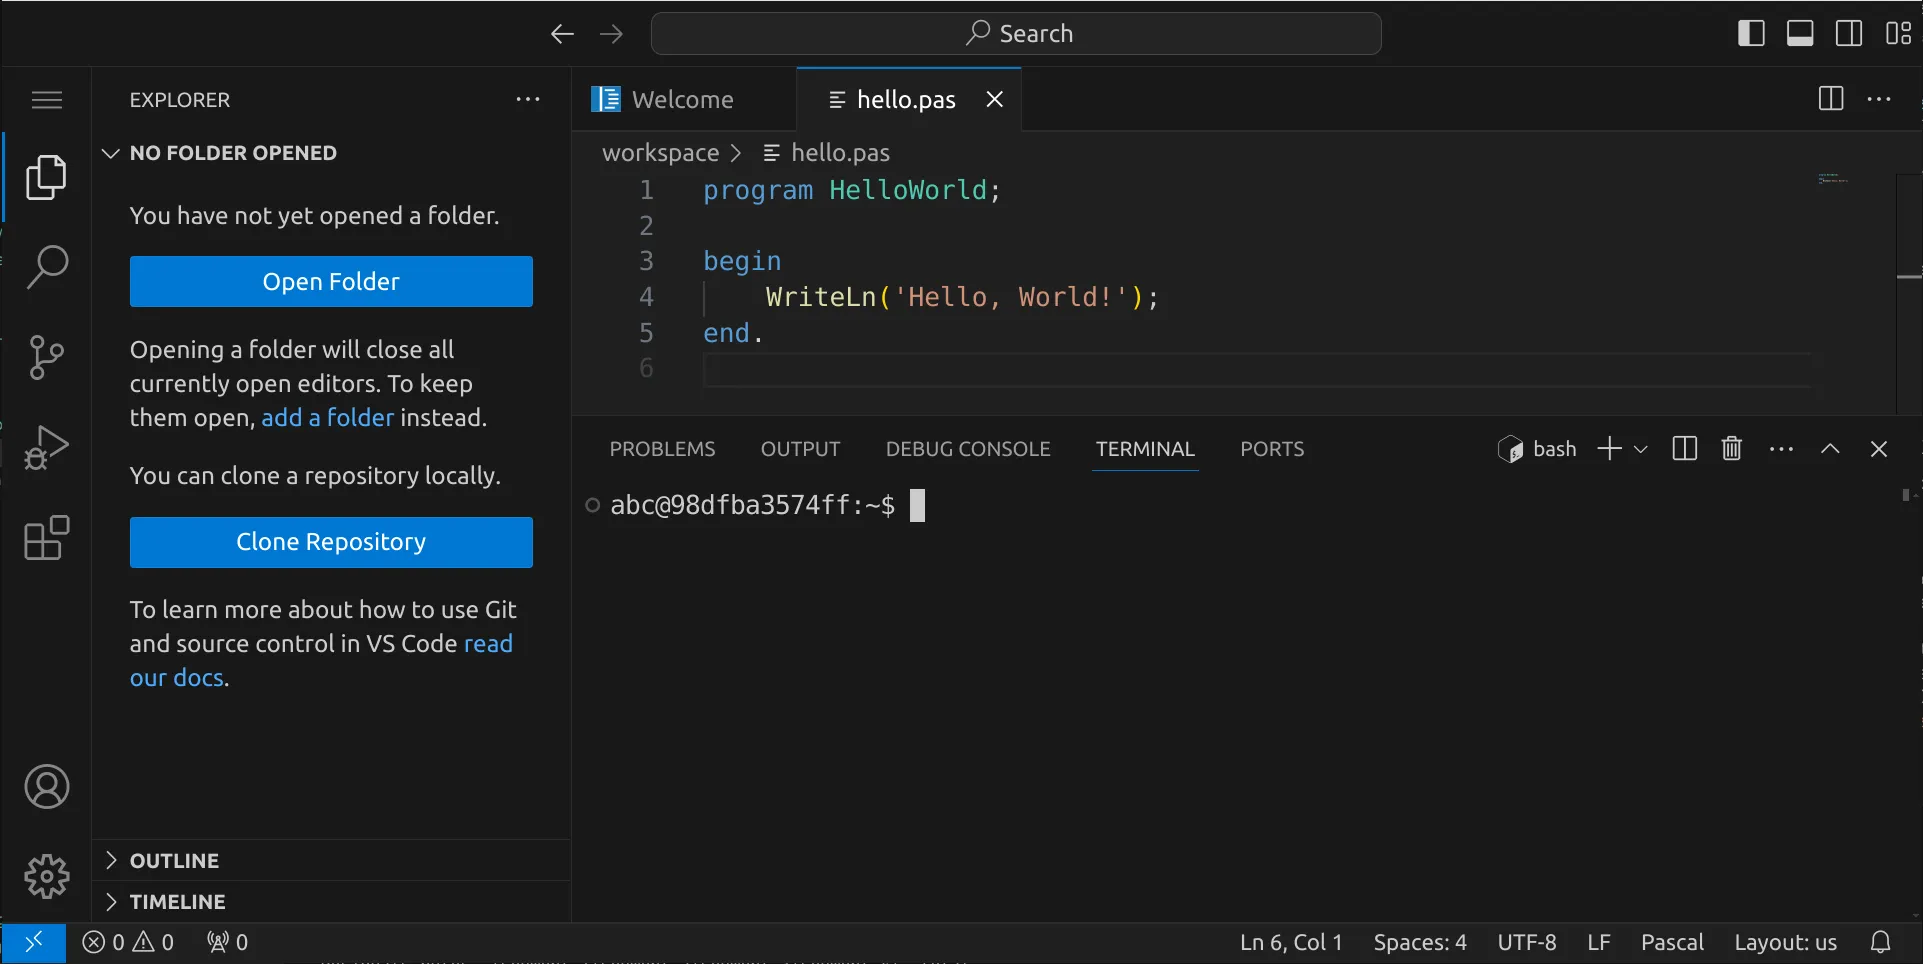 Search
EXPLORER
Welcome
hello.pas
NO FOLDER OPENED
workspace > hello.pas
You have not yet opened a folder.
Open Folder
Opening a folder will close all
currently open editors. To keep
them open, add a folder instead.
You can clone a repository locally.
Clone Repository
To learn more about how to use Git
and source control in VS Code read
our docs.
OUTLINE
TIMELINE
1 program HelloWorld;
2
3 begin
4 WriteLn('Hello, World!');
5 end.
6
PROBLEMS OUTPUT DEBUG CONSOLE TERMINAL PORTS bash
abc@98dfba3574ff:~$
0 0 0 Ln 6, Col 1 Spaces: 4 UTF-8 LF Pascal Layout: us